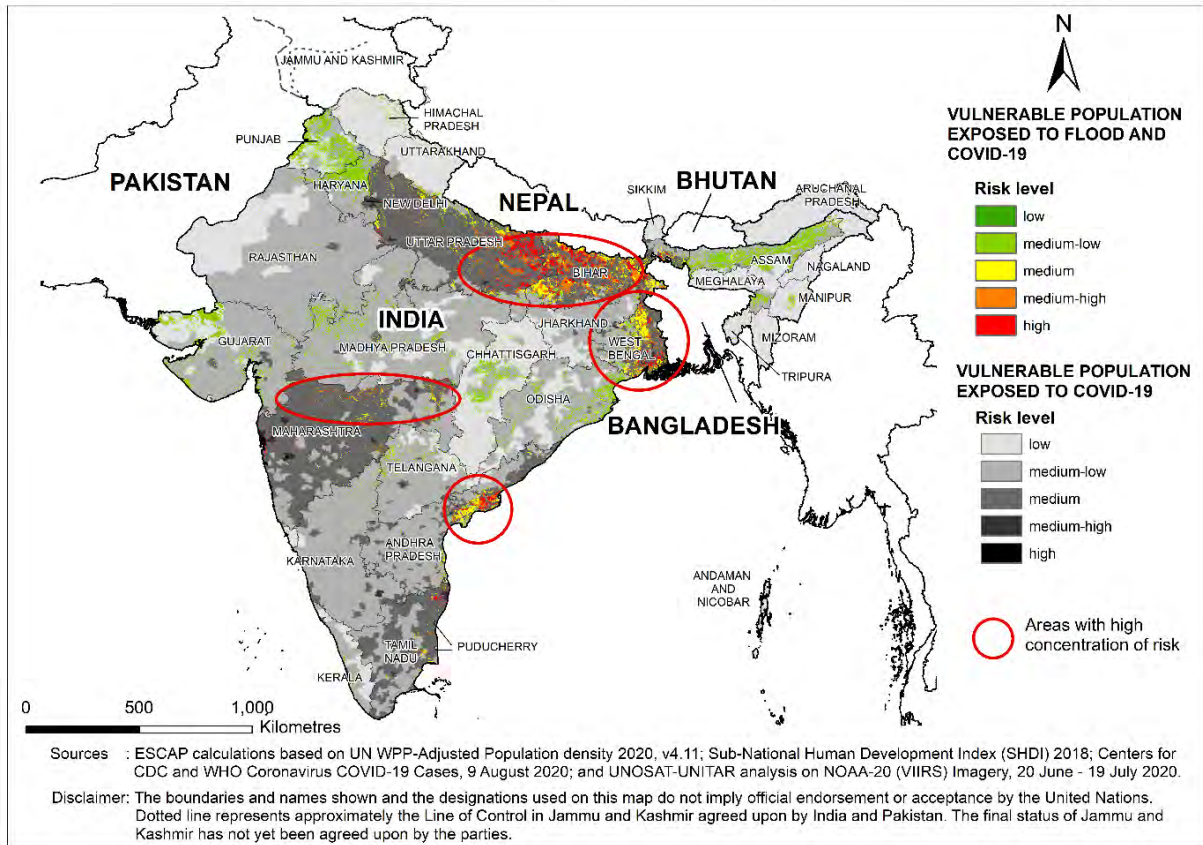 N
JAMMU AND KASHMIR
HIMACHAL
PRADESH
PUNJAB
UTTARAKHAND
PAKISTAN
HARYANA
NEW DELHI
NEPAL
SIKKIM
BHUTAN
ARUCHANAL
PRADESH
UTTAR PRADESH
RAJASTHAN
BIHAR
ASSAM
NAGALAND
MEGHALAYA
MANIPUR
INDIA
JHARKHAND
GUJARAT
MADHYA PRADESH
CHHATTISGARH
WEST
BENGAL
MIZORAM
TRIPURA
ODISHA
BANGLADESH
MAHARASHTRA
TELANGANA
KARNATAKA
ANDHRA
PRADESH
ANDAMAN
AND
NICOBAR
TAMIL
NADU
PUDUCHERRY
KERALA
VULNERABLE POPULATION
EXPOSED TO FLOOD AND
COVID-19
Risk level
low
medium-low
medium
medium-high
high
VULNERABLE POPULATION
EXPOSED TO COVID-19
Risk level
low
medium-low
medium
medium-high
high
Areas with high
concentration of risk
0 500 1,000
Kilometres
Sources : ESCAP calculations based on UN WPP-Adjusted Population density 2020, v4.11; Sub-National Human Development Index (SHDI) 2018; Centers for
CDC and WHO Coronavirus COVID-19 Cases, 9 August 2020; and UNOSAT-UNITAR analysis on NOAA-20 (VIIRS) Imagery, 20 June - 19 July 2020.
Disclaimer: The boundaries and names shown and the designations used on this map do not imply official endorsement or acceptance by the United Nations.
Dotted line represents approximately the Line of Control in Jammu and Kashmir agreed upon by India and Pakistan. The final status of Jammu and
Kashmir has not yet been agreed upon by the parties.